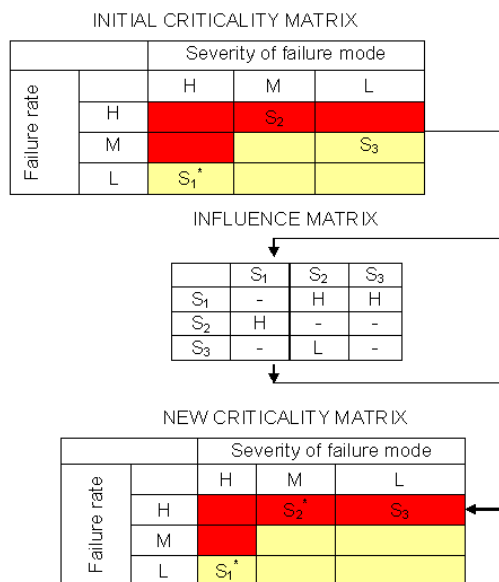 INITIAL CRITICALITY MATRIX
Severity of failure mode
H M L
Failure rate
H S₂
M S₃
L S₁*
INFLUENCE MATRIX
S₁ S₂ S₃
S₁ - H H
S₂ H - -
S₃ - L -
NEW CRITICALITY MATRIX
Severity of failure mode
H M L
Failure rate
H S₂* S₃
M
L S₁*